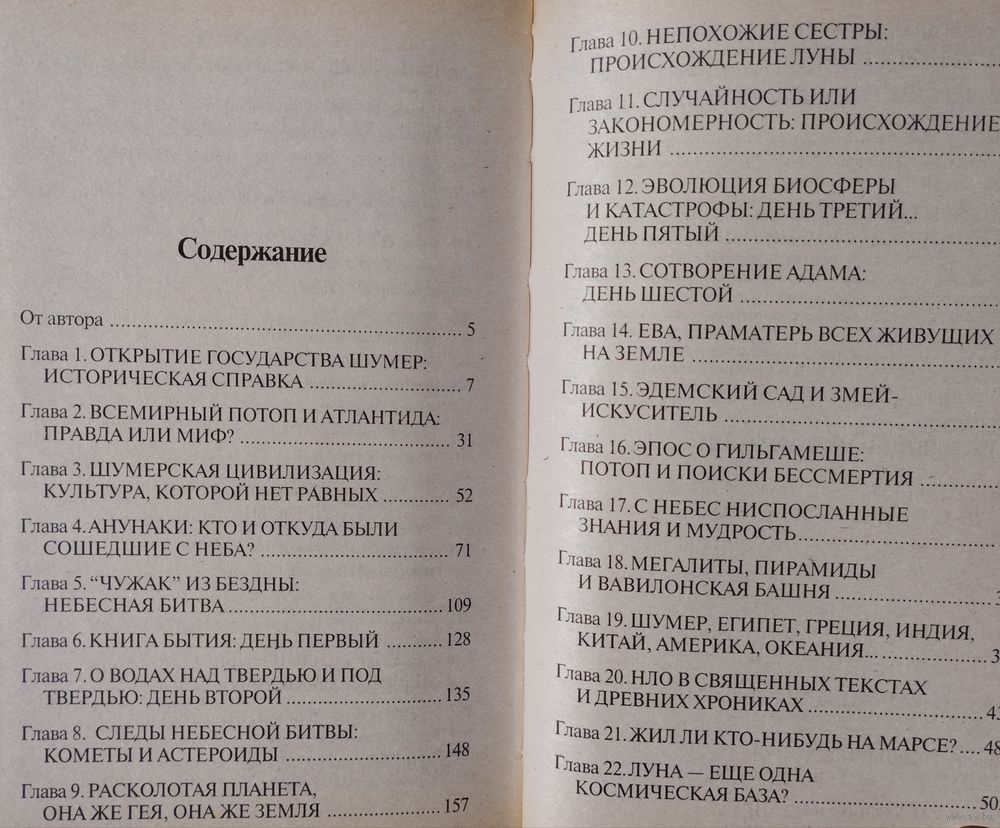 Содержание
От автора ........ 5
Глава 1. ОТКРЫТИЕ ГОСУДАРСТВА ШУМЕР:
ИСТОРИЧЕСКАЯ СПРАВКА ........ 7
Глава 2. ВСЕМИРНЫЙ ПОТОП И АТЛАНТИДА:
ПРАВДА ИЛИ МИФ? ........ 31
Глава 3. ШУМЕРСКАЯ ЦИВИЛИЗАЦИЯ:
КУЛЬТУРА, КОТОРОЙ НЕТ РАВНЫХ ........ 52
Глава 4. АНУНАКИ: КТО И ОТКУДА БЫЛИ
СОШЕДШИЕ С НЕБА? ........ 71
Глава 5. “ЧУЖАК” ИЗ БЕЗДНЫ:
НЕБЕСНАЯ БИТВА ........ 109
Глава 6. КНИГА БЫТИЯ: ДЕНЬ ПЕРВЫЙ ........ 128
Глава 7. О ВОДАХ НАД ТВЕРДЬЮ И ПОД
ТВЕРДЬЮ: ДЕНЬ ВТОРОЙ ........ 135
Глава 8. СЛЕДЫ НЕБЕСНОЙ БИТВЫ:
КОМЕТЫ И АСТЕРОИДЫ ........ 148
Глава 9. РАСКОЛОТАЯ ПЛАНЕТА,
ОНА ЖЕ ГЕЯ, ОНА ЖЕ ЗЕМЛЯ ........ 157
Глава 10. НЕПОХОЖИЕ СЕСТРЫ:
ПРОИСХОЖДЕНИЕ ЛУНЫ ........
Глава 11. СЛУЧАЙНОСТЬ ИЛИ
ЗАКОНОМЕРНОСТЬ: ПРОИСХОЖДЕНИЕ
ЖИЗНИ ........
Глава 12. ЭВОЛЮЦИЯ БИОСФЕРЫ
И КАТАСТРОФЫ: ДЕНЬ ТРЕТИЙ...
ДЕНЬ ПЯТЫЙ ........
Глава 13. СОТВОРЕНИЕ АДАМА:
ДЕНЬ ШЕСТОЙ ........
Глава 14. ЕВА, ПРАМАТЕРЬ ВСЕХ ЖИВУЩИХ
НА ЗЕМЛЕ ........
Глава 15. ЭДЕМСКИЙ САД И ЗМЕЙ-
ИСКУСИТЕЛЬ ........
Глава 16. ЭПОС О ГИЛЬГАМЕШЕ:
ПОТОП И ПОИСКИ БЕССМЕРТИЯ ........
Глава 17. С НЕБЕС НИСПОСЛАННЫЕ
ЗНАНИЯ И МУДРОСТЬ ........
Глава 18. МЕГАЛИТЫ, ПИРАМИДЫ
И ВАВИЛОНСКАЯ БАШНЯ ........ 3
Глава 19. ШУМЕР, ЕГИПЕТ, ГРЕЦИЯ, ИНДИЯ,
КИТАЙ, АМЕРИКА, ОКЕАНИЯ... ........ 3
Глава 20. НЛО В СВЯЩЕННЫХ ТЕКСТАХ
И ДРЕВНИХ ХРОНИКАХ ........ 43
Глава 21. ЖИЛ ЛИ КТО-НИБУДЬ НА МАРСЕ? .... 48
Глава 22. ЛУНА — ЕЩЕ ОДНА
КОСМИЧЕСКАЯ БАЗА? ........ 50
www.ay.by